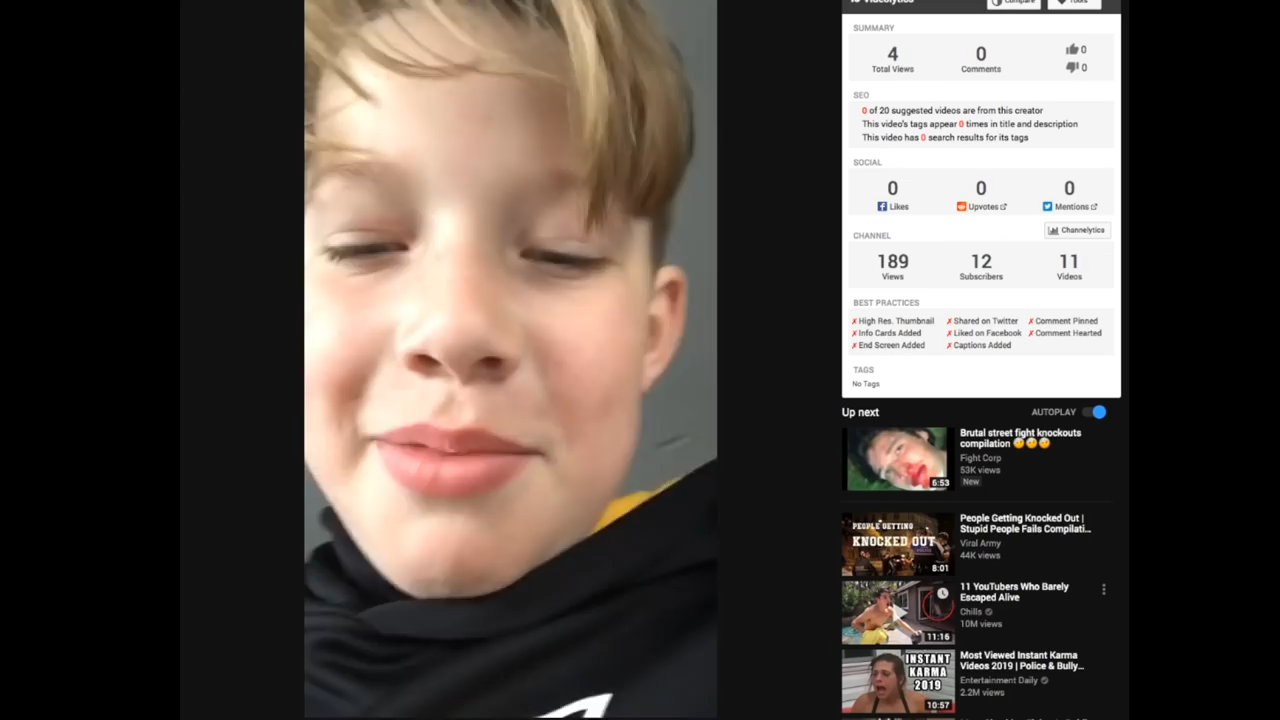 Videolytics
Compare
Tools
SUMMARY
4
Total Views
0
Comments
0
0
SEO
0 of 20 suggested videos are from this creator
This video's tags appear 0 times in title and description
This video has 0 search results for its tags
SOCIAL
0
Likes
0
Upvotes
0
Mentions
CHANNEL
Channelytics
189
Views
12
Subscribers
11
Videos
BEST PRACTICES
✗ High Res. Thumbnail
✗ Shared on Twitter
✗ Comment Pinned
✗ Info Cards Added
✗ Liked on Facebook
✗ Comment Hearted
✗ End Screen Added
✗ Captions Added
TAGS
No Tags
Up next
AUTOPLAY
Brutal street fight knockouts
compilation 🤕🤕🤕
Fight Corp
53K views
New
6:53
People Getting Knocked Out |
Stupid People Fails Compilati...
Viral Army
44K views
PEOPLE GETTING
KNOCKED OUT
8:01
11 YouTubers Who Barely
Escaped Alive
Chills
10M views
11:16
Most Viewed Instant Karma
Videos 2019 | Police & Bully...
Entertainment Daily
2.2M views
INSTANT
KARMA
2019
10:57